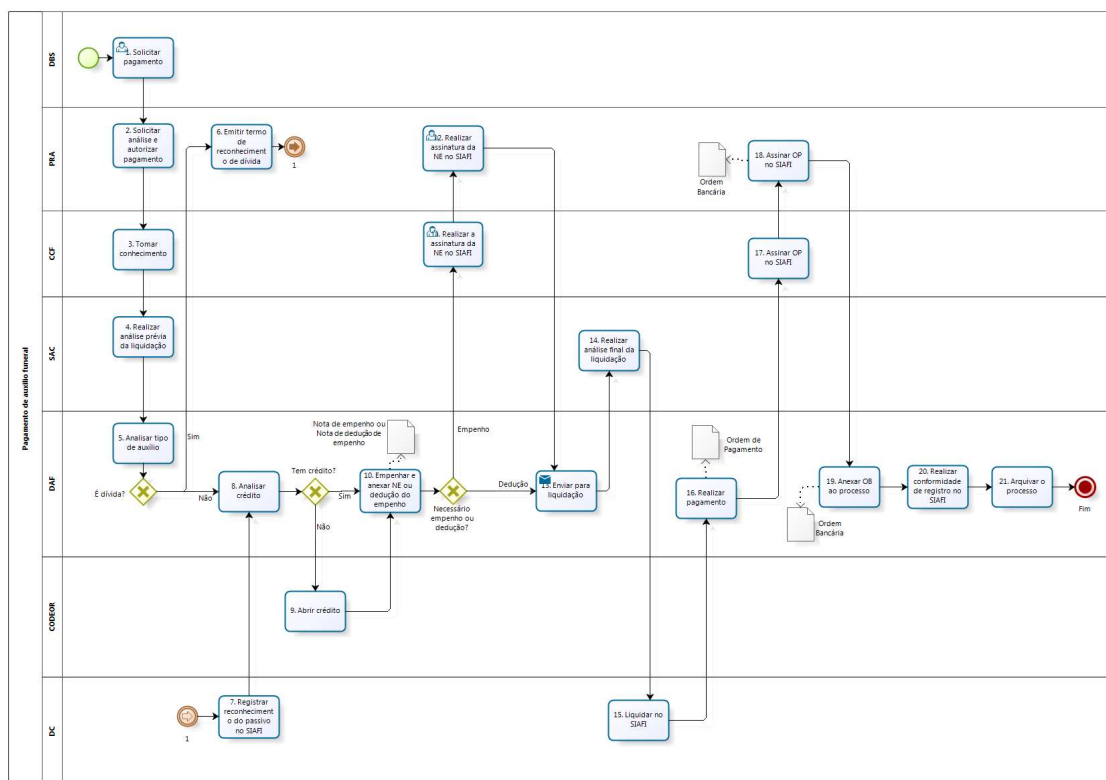 Pagamento de auxílio funeral
DBS
1. Solicitar
pagamento
PRA
2. Solicitar
análise e
autorizar
pagamento
6. Emitir termo
de
reconheciment
o de dívida
1
12. Realizar
assinatura da
NE no SIAFI
18. Assinar OP
no SIAFI
Ordem
Bancária
CCF
3. Tomar
conhecimento
Realizar a
assinatura da
NE no SIAFI
17. Assinar OP
no SIAFI
SAC
4. Realizar
análise prévia
da liquidação
14. Realizar
análise final da
liquidação
DAF
5. Analisar tipo
de auxílio
Sim
É dívida?
Não
8. Analisar
crédito
Tem crédito?
Sim
Não
Nota de empenho ou
Nota de dedução de
empenho
10. Empenhar e
anexar NE ou
dedução do
empenho
Empenho
Necessário
empenho ou
dedução?
Dedução
13. Enviar para
liquidação
Ordem de
Pagamento
16. Realizar
pagamento
19. Anexar OB
ao processo
Ordem
Bancária
20. Realizar
conformidade
de registro no
SIAFI
21. Arquivar o
processo
Fim
CODEOR
9. Abrir crédito
DC
1
7. Registrar
reconheciment
o do passivo
no SIAFI
15. Liquidar no
SIAFI